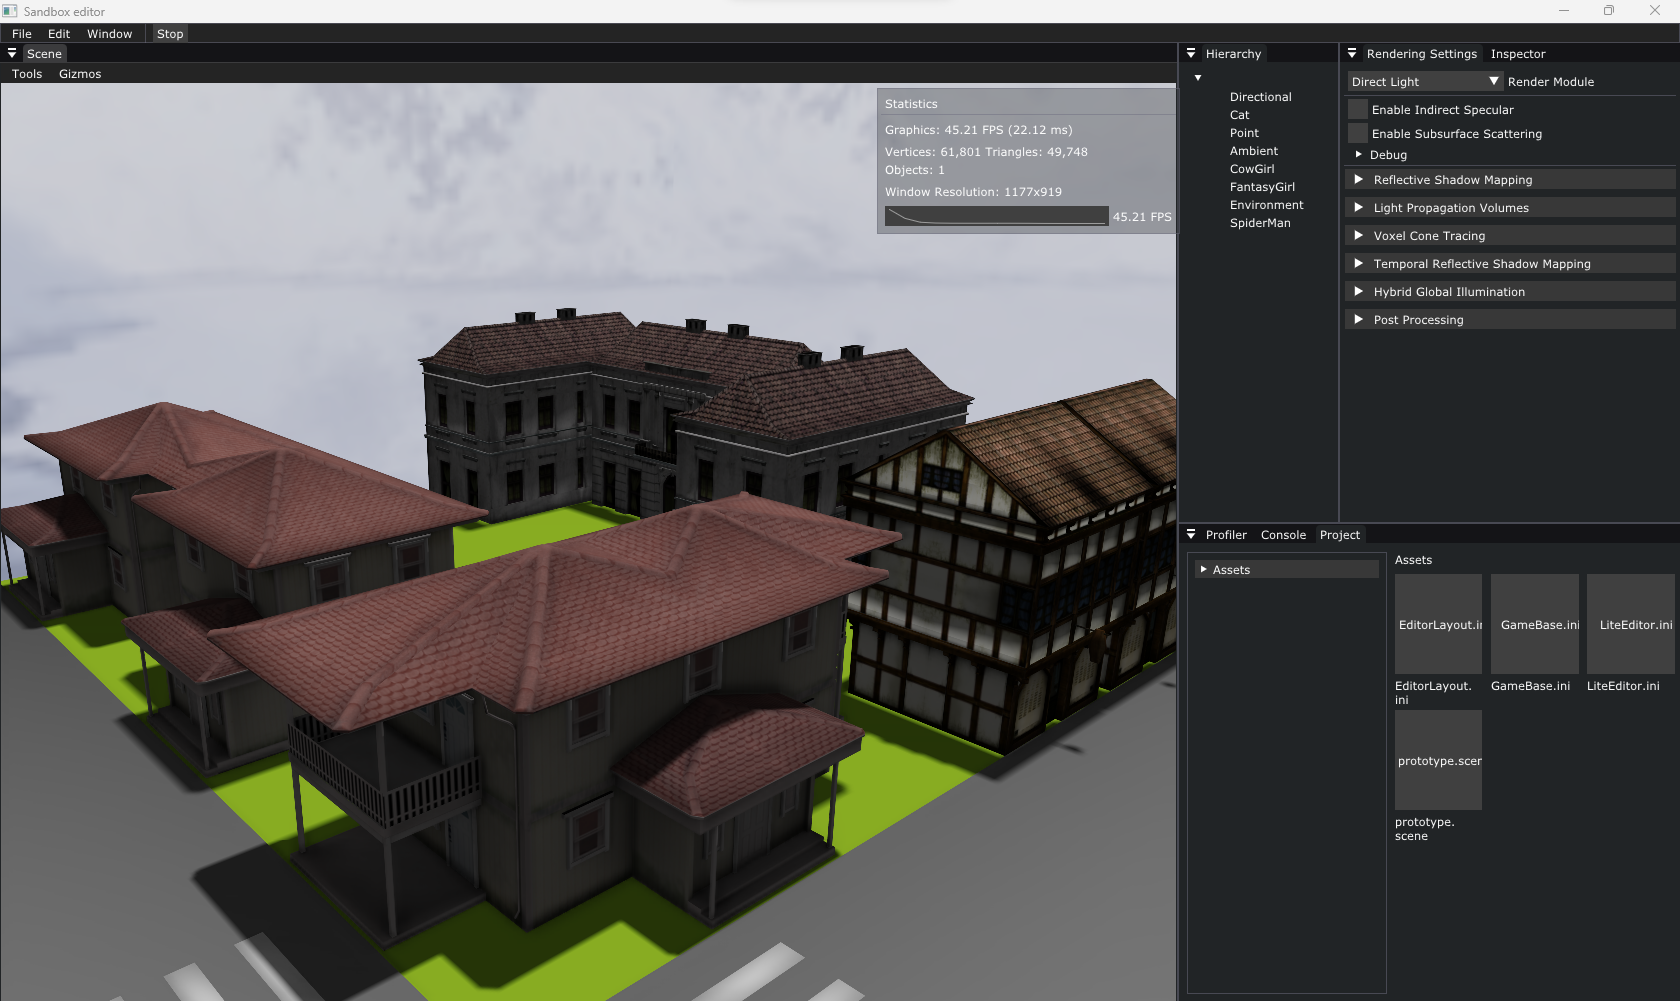 Sandbox editor
File Edit Window Stop
Scene
Tools Gizmos
Statistics
Graphics: 45.21 FPS (22.12 ms)
Vertices: 61,801 Triangles: 49,748
Objects: 1
Window Resolution: 1177x919
45.21 FPS
Hierarchy
Directional
Cat
Point
Ambient
CowGirl
FantasyGirl
Environment
SpiderMan
Rendering Settings Inspector
Direct Light Render Module
Enable Indirect Specular
Enable Subsurface Scattering
Debug
Reflective Shadow Mapping
Light Propagation Volumes
Voxel Cone Tracing
Temporal Reflective Shadow Mapping
Hybrid Global Illumination
Post Processing
Profiler Console Project
Assets
Assets
EditorLayout.i GameBase.ini LiteEditor.ini
EditorLayout. GameBase.ini LiteEditor.ini
ini
prototype.scer
prototype.
scene